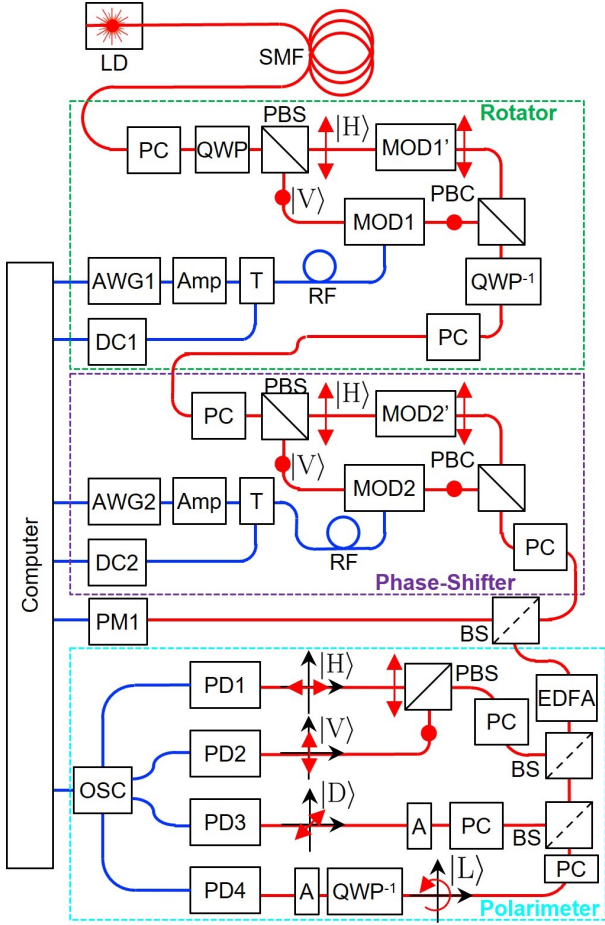 LD
SMF
Rotator
PBS
|H⟩
PC
QWP
MOD1'
|V⟩
PBC
MOD1
AWG1
Amp
T
RF
QWP⁻¹
DC1
PC
PBS
|H⟩
PC
MOD2'
|V⟩
PBC
MOD2
AWG2
Amp
T
RF
PC
DC2
Phase-Shifter
Computer
PM1
BS
|H⟩
PBS
PD1
EDFA
PC
|V⟩
PD2
BS
OSC
|D⟩
PD3
A
PC
BS
PC
|L⟩
PD4
A
QWP⁻¹
Polarimeter